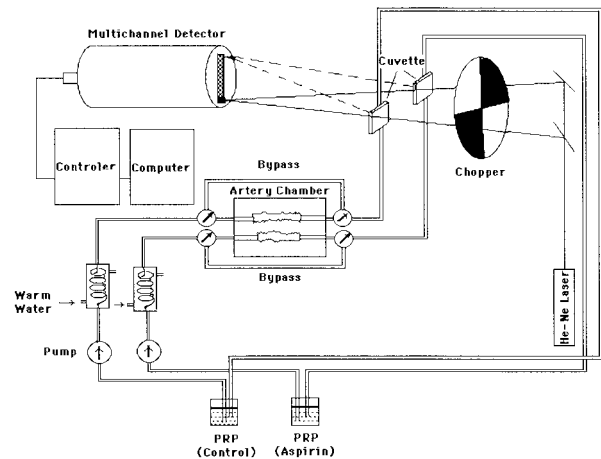 Multichannel Detector
Cuvette
Controler
Computer
Chopper
Bypass
Artery Chamber
Bypass
Warm
Water
He-Ne Laser
Pump
PRP
(Control)
PRP
(Aspirin)